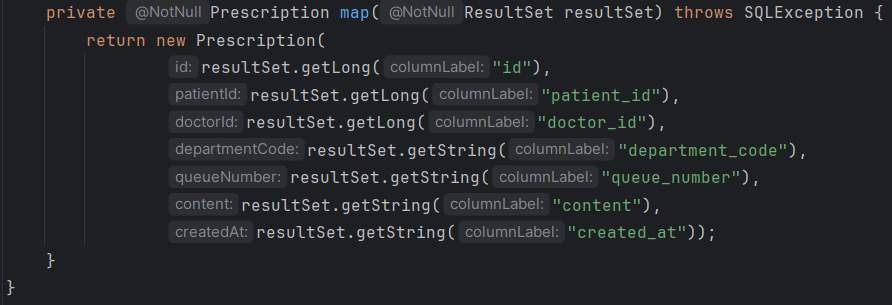 private @NotNull Prescription map( @NotNull ResultSet resultSet) throws SQLException {
return new Prescription(
id: resultSet.getLong( columnLabel: "id"),
patientId: resultSet.getLong( columnLabel: "patient_id"),
doctorId: resultSet.getLong( columnLabel: "doctor_id"),
departmentCode: resultSet.getString( columnLabel: "department_code"),
queueNumber: resultSet.getString( columnLabel: "queue_number"),
content: resultSet.getString( columnLabel: "content"),
createdAt: resultSet.getString( columnLabel: "created_at"));
}
}